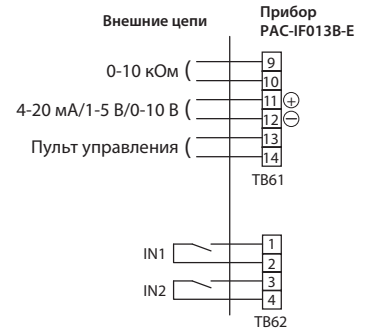 Внешние цепи
Прибор
PAC-IF013B-E
0-10 кОм (
9
10
4-20 мА/1-5 В/0-10 В (
11 +
12 −
Пульт управления (
13
14
TB61
IN1
1
2
IN2
3
4
TB62